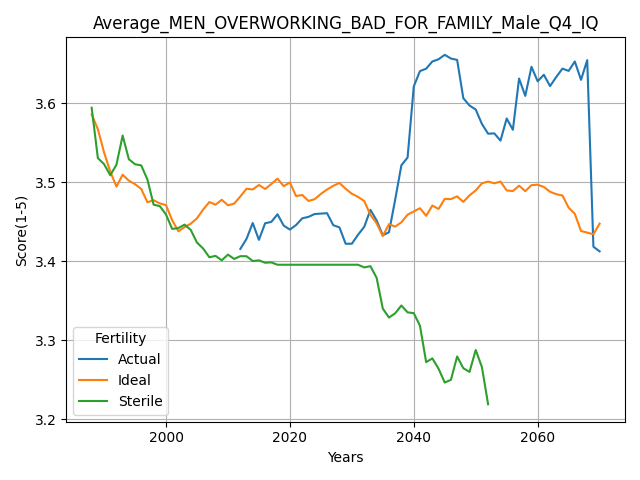 Average_MEN_OVERWORKING_BAD_FOR_FAMILY_Male_Q4_IQ
Score(1-5)
3.6
3.5
3.4
3.3
3.2
Fertility
Actual
Ideal
Sterile
2000 2020 2040 2060
Years